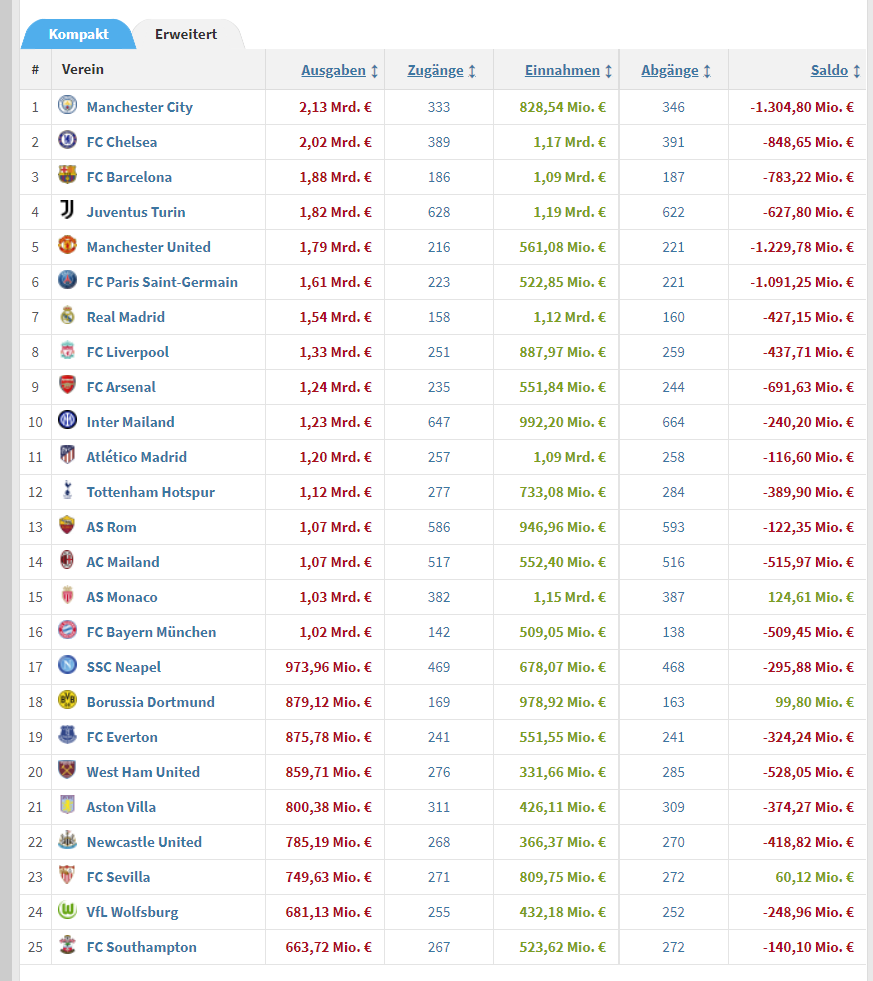 Kompakt Erweitert
# Verein Ausgaben Zugänge Einnahmen Abgänge Saldo
1 Manchester City 2,13 Mrd. € 333 828,54 Mio. € 346 -1.304,80 Mio. €
2 FC Chelsea 2,02 Mrd. € 389 1,17 Mrd. € 391 -848,65 Mio. €
3 FC Barcelona 1,88 Mrd. € 186 1,09 Mrd. € 187 -783,22 Mio. €
4 Juventus Turin 1,82 Mrd. € 628 1,19 Mrd. € 622 -627,80 Mio. €
5 Manchester United 1,79 Mrd. € 216 561,08 Mio. € 221 -1.229,78 Mio. €
6 FC Paris Saint-Germain 1,61 Mrd. € 223 522,85 Mio. € 221 -1.091,25 Mio. €
7 Real Madrid 1,54 Mrd. € 158 1,12 Mrd. € 160 -427,15 Mio. €
8 FC Liverpool 1,33 Mrd. € 251 887,97 Mio. € 259 -437,71 Mio. €
9 FC Arsenal 1,24 Mrd. € 235 551,84 Mio. € 244 -691,63 Mio. €
10 Inter Mailand 1,23 Mrd. € 647 992,20 Mio. € 664 -240,20 Mio. €
11 Atlético Madrid 1,20 Mrd. € 257 1,09 Mrd. € 258 -116,60 Mio. €
12 Tottenham Hotspur 1,12 Mrd. € 277 733,08 Mio. € 284 -389,90 Mio. €
13 AS Rom 1,07 Mrd. € 586 946,96 Mio. € 593 -122,35 Mio. €
14 AC Mailand 1,07 Mrd. € 517 552,40 Mio. € 516 -515,97 Mio. €
15 AS Monaco 1,03 Mrd. € 382 1,15 Mrd. € 387 124,61 Mio. €
16 FC Bayern München 1,02 Mrd. € 142 509,05 Mio. € 138 -509,45 Mio. €
17 SSC Neapel 973,96 Mio. € 469 678,07 Mio. € 468 -295,88 Mio. €
18 Borussia Dortmund 879,12 Mio. € 169 978,92 Mio. € 163 99,80 Mio. €
19 FC Everton 875,78 Mio. € 241 551,55 Mio. € 241 -324,24 Mio. €
20 West Ham United 859,71 Mio. € 276 331,66 Mio. € 285 -528,05 Mio. €
21 Aston Villa 800,38 Mio. € 311 426,11 Mio. € 309 -374,27 Mio. €
22 Newcastle United 785,19 Mio. € 268 366,37 Mio. € 270 -418,82 Mio. €
23 FC Sevilla 749,63 Mio. € 271 809,75 Mio. € 272 60,12 Mio. €
24 VfL Wolfsburg 681,13 Mio. € 255 432,18 Mio. € 252 -248,96 Mio. €
25 FC Southampton 663,72 Mio. € 267 523,62 Mio. € 272 -140,10 Mio. €